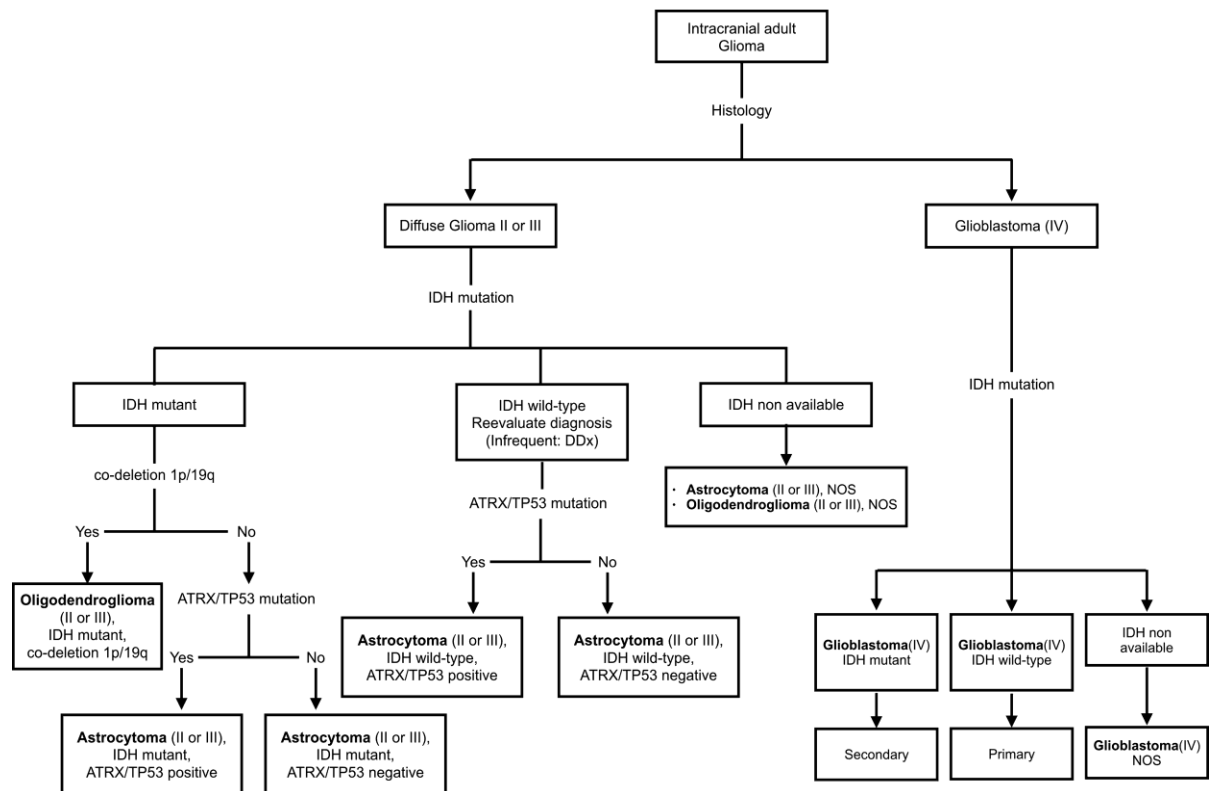 Intracranial adult
Glioma
Histology
Diffuse Glioma II or III
Glioblastoma (IV)
IDH mutation
IDH mutation
IDH mutant
IDH wild-type
Reevaluate diagnosis
(Infrequent: DDx)
IDH non available
co-deletion 1p/19q
ATRX/TP53 mutation
· Astrocytoma (II or III), NOS
· Oligodendroglioma (II or III), NOS
Yes
No
Yes
No
Oligodendroglioma
(II or III),
IDH mutant,
co-deletion 1p/19q
ATRX/TP53 mutation
Yes
No
Astrocytoma (II or III),
IDH wild-type,
ATRX/TP53 positive
Astrocytoma (II or III),
IDH wild-type,
ATRX/TP53 negative
Glioblastoma(IV)
IDH mutant
Glioblastoma(IV)
IDH wild-type
IDH non
available
Astrocytoma (II or III),
IDH mutant,
ATRX/TP53 positive
Astrocytoma (II or III),
IDH mutant,
ATRX/TP53 negative
Secondary
Primary
Glioblastoma(IV)
NOS